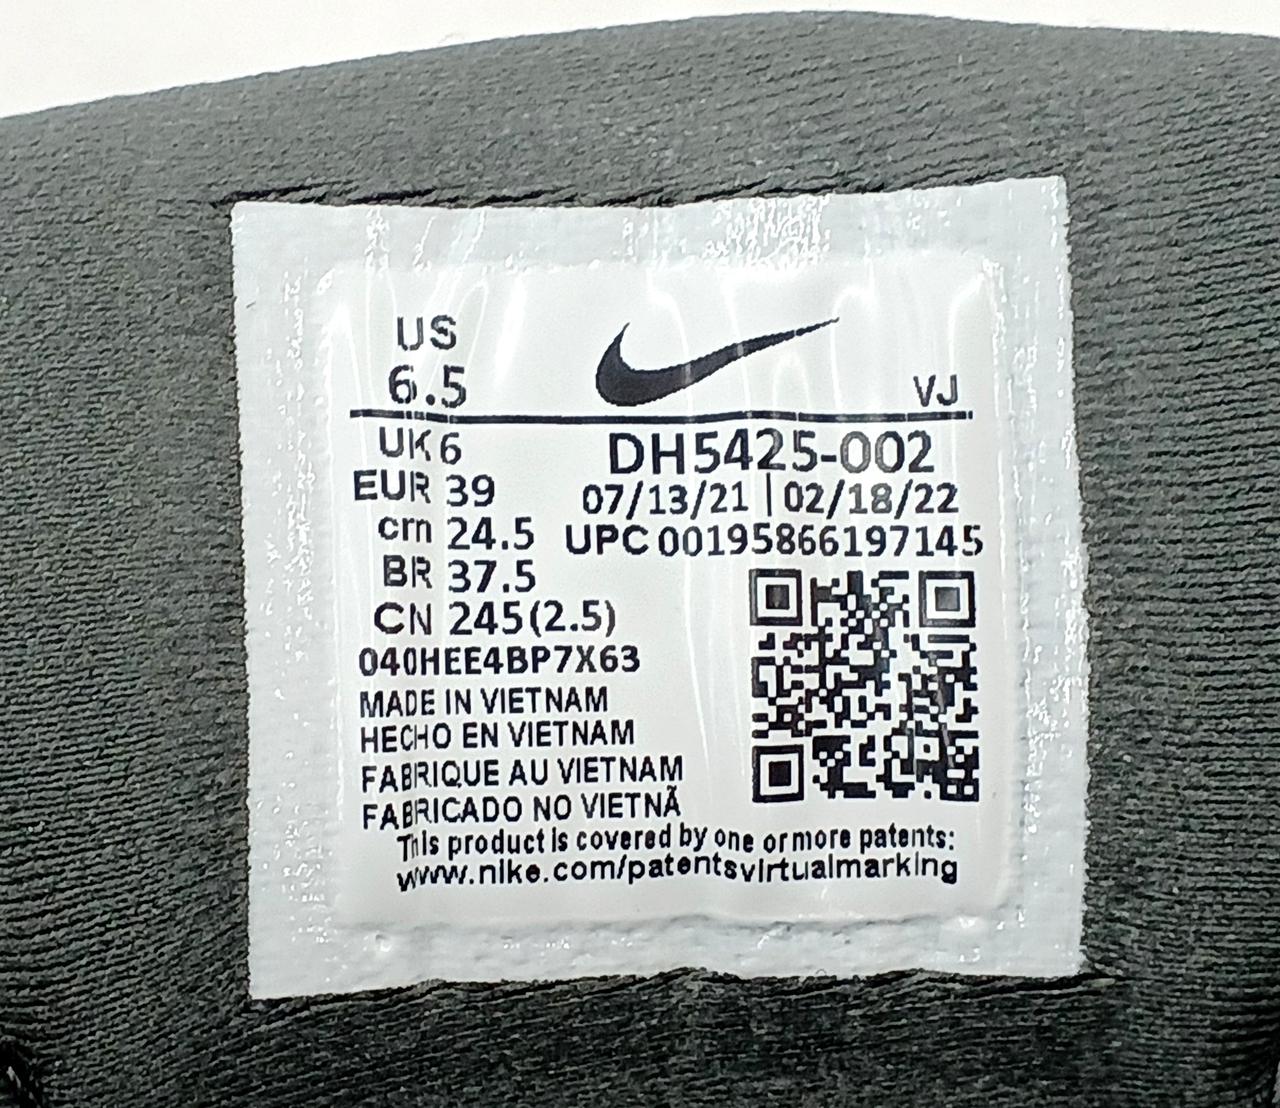 US
6.5
VJ
UK 6
EUR 39
cm 24.5
BR 37.5
CN 245(2.5)
DH5425-002
07/13/21 | 02/18/22
UPC 00195866197145
040HEE4BP7X63
MADE IN VIETNAM
HECHO EN VIETNAM
FABRIQUE AU VIETNAM
FABRICADO NO VIETNÃ
This product is covered by one or more patents:
www.nike.com/patentsvirtualmarking